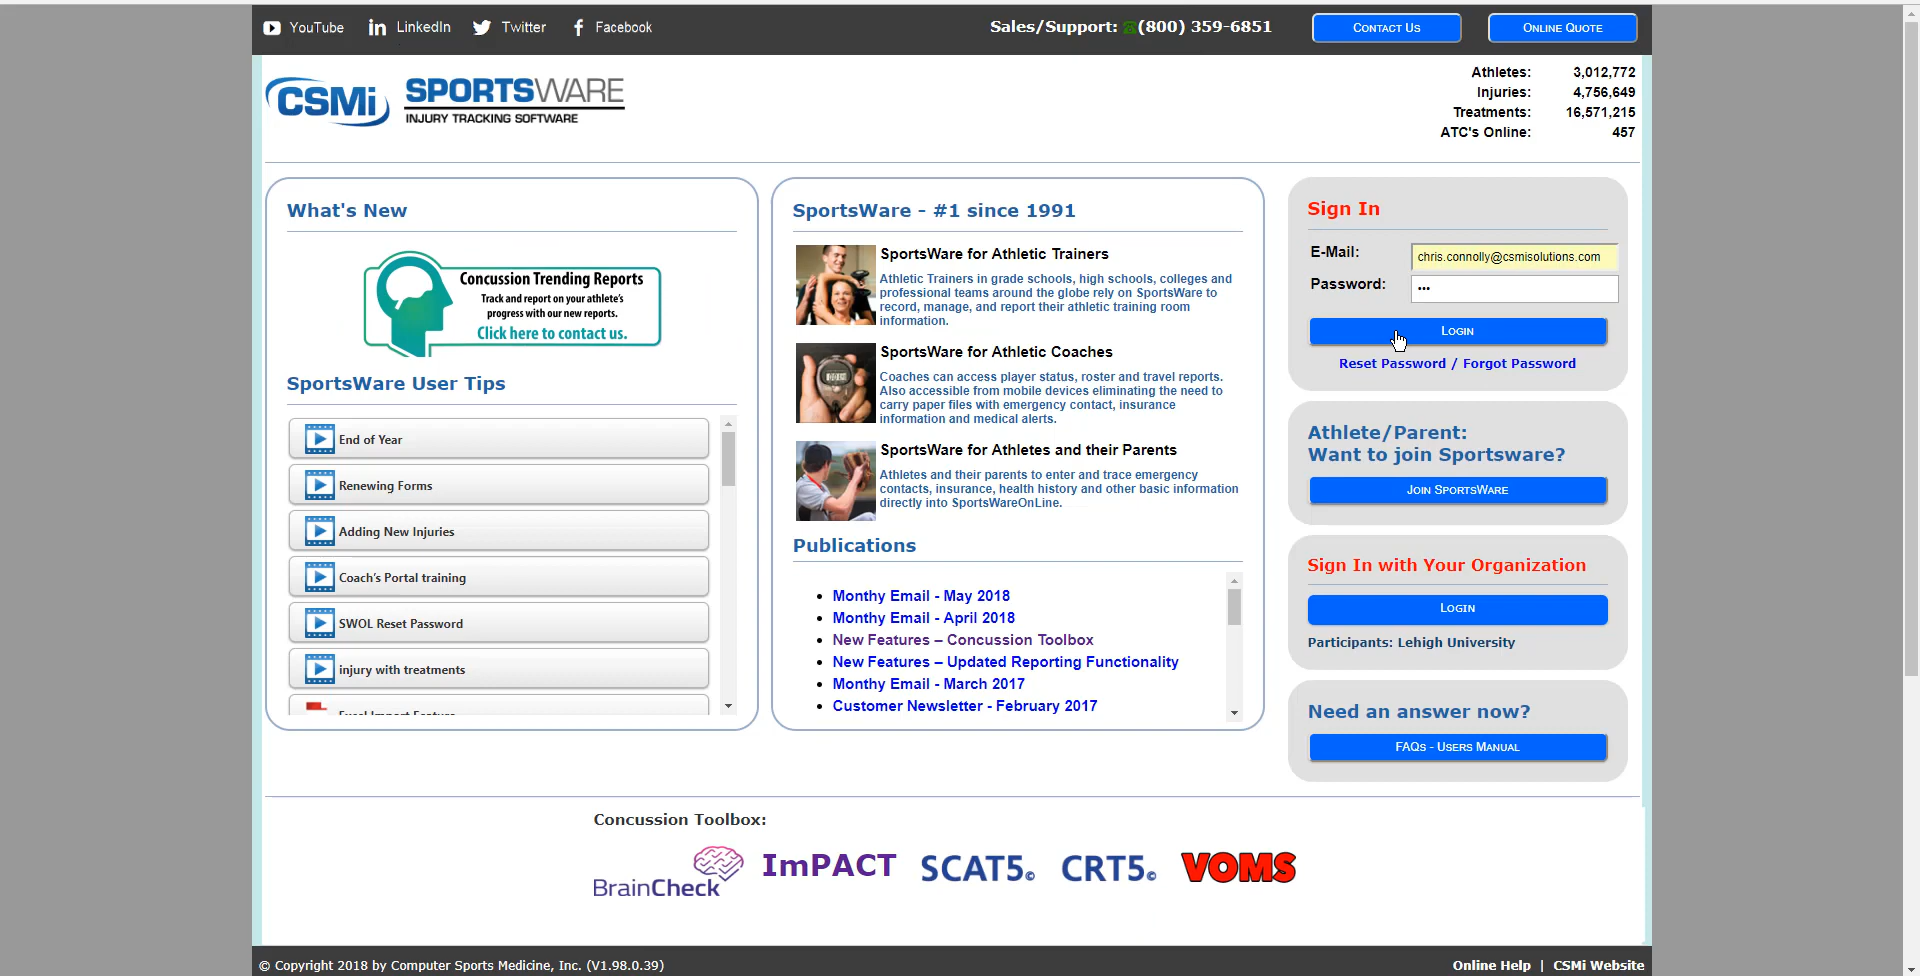 YouTube LinkedIn Twitter Facebook Sales/Support: (800) 359-6851 Contact Us Online Quote
CSMi SPORTSWARE
INJURY TRACKING SOFTWARE
Athletes: 3,012,772
Injuries: 4,756,649
Treatments: 16,571,215
ATC's Online: 457
What's New
Concussion Trending Reports
Track and report on your athlete's
progress with our new reports.
Click here to contact us.
SportsWare User Tips
End of Year
Renewing Forms
Adding New Injuries
Coach's Portal training
SWOL Reset Password
injury with treatments
Excel Import Feature
SportsWare - #1 since 1991
SportsWare for Athletic Trainers
Athletic Trainers in grade schools, high schools, colleges and
professional teams around the globe rely on SportsWare to
record, manage, and report their athletic training room
information.
SportsWare for Athletic Coaches
Coaches can access player status, roster and travel reports.
Also accessible from mobile devices eliminating the need to
carry paper files with emergency contact, insurance
information and medical alerts.
SportsWare for Athletes and their Parents
Athletes and their parents to enter and trace emergency
contacts, insurance, health history and other basic information
directly into SportsWareOnLine.
Publications
Monthy Email - May 2018
Monthy Email - April 2018
New Features – Concussion Toolbox
New Features – Updated Reporting Functionality
Monthy Email - March 2017
Customer Newsletter - February 2017
Sign In
E-Mail: chris.connolly@csmisolutions.com
Password: •••
Login
Reset Password / Forgot Password
Athlete/Parent:
Want to join Sportsware?
Join SportsWare
Sign In with Your Organization
Login
Participants: Lehigh University
Need an answer now?
FAQs - Users Manual
Concussion Toolbox:
BrainCheck ImPACT SCAT5© CRT5© VOMS
© Copyright 2018 by Computer Sports Medicine, Inc. (V1.98.0.39) Online Help | CSMi Website